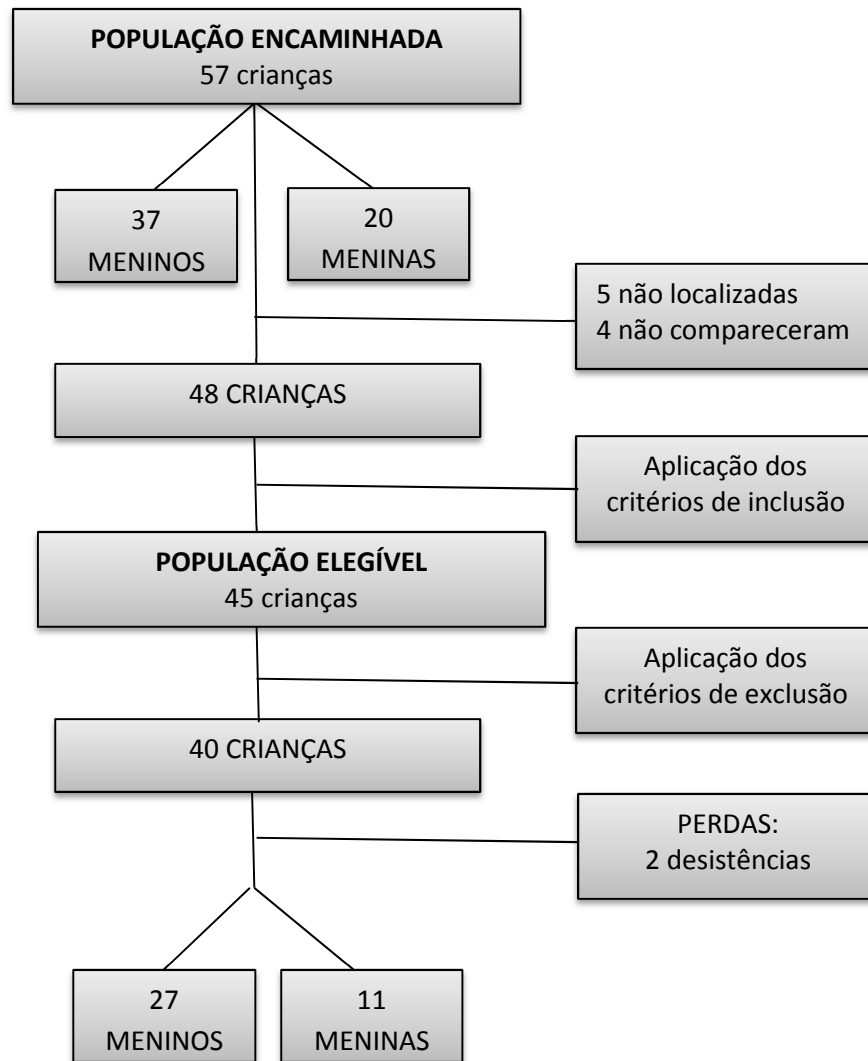 POPULAÇÃO ENCAMINHADA
57 crianças
37
MENINOS
20
MENINAS
5 não localizadas
4 não compareceram
48 CRIANÇAS
Aplicação dos
critérios de inclusão
POPULAÇÃO ELEGÍVEL
45 crianças
Aplicação dos
critérios de exclusão
40 CRIANÇAS
PERDAS:
2 desistências
27
MENINOS
11
MENINAS